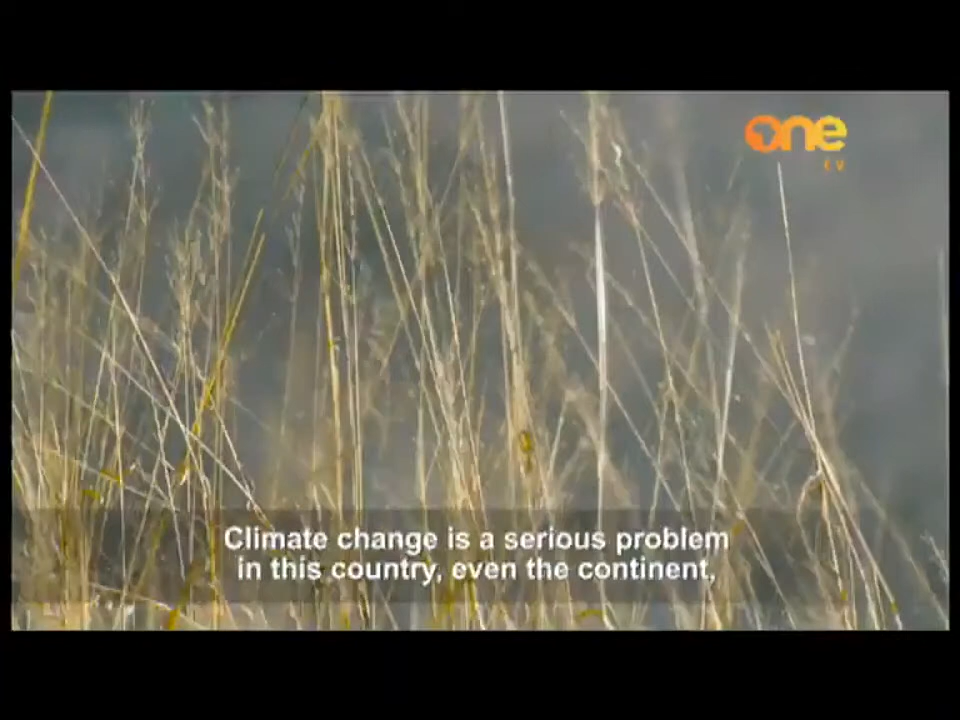 one
tv
Climate change is a serious problem
in this country, even the continent,